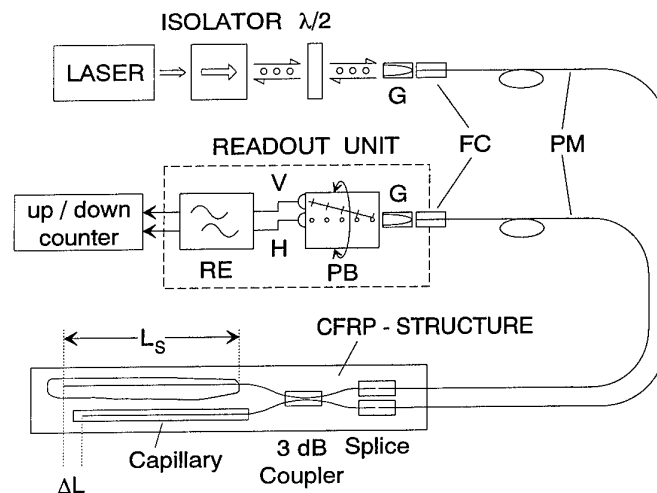 ISOLATOR λ/2
LASER
G
READOUT UNIT
FC
PM
V
G
up / down
counter
H
RE
PB
CFRP - STRUCTURE
L_S
Capillary
3 dB
Coupler
Splice
ΔL